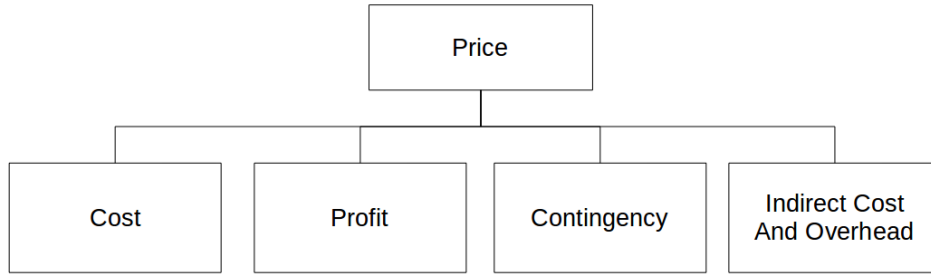 Price
Cost
Profit
Contingency
Indirect Cost
And Overhead